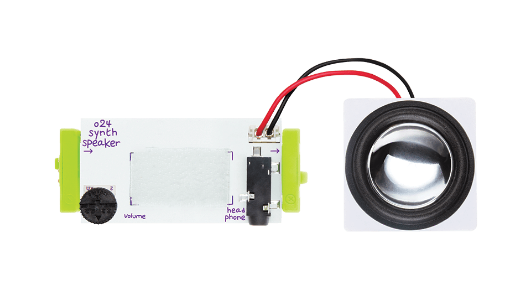 o24
synth
speaker
volume
head
phone